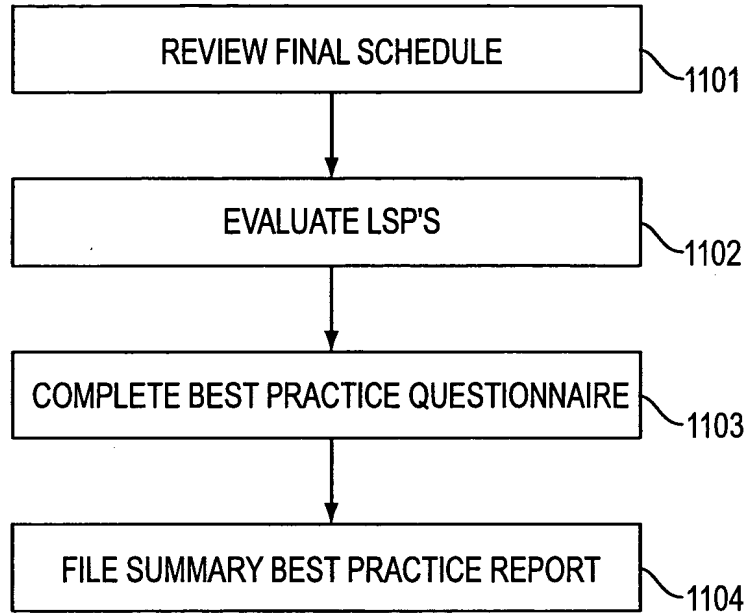 REVIEW FINAL SCHEDULE
1101
EVALUATE LSP'S
1102
COMPLETE BEST PRACTICE QUESTIONNAIRE
1103
FILE SUMMARY BEST PRACTICE REPORT
1104